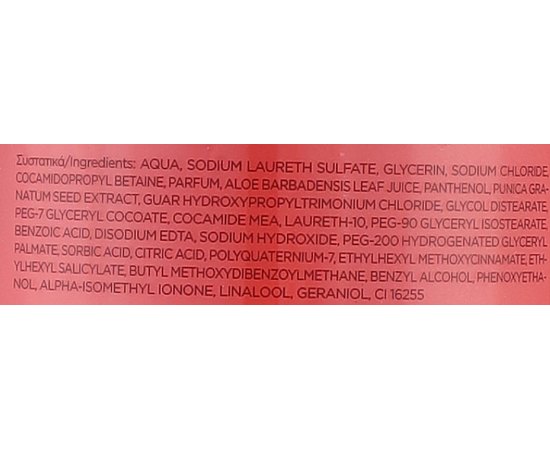 Συστατικά/Ingredients: AQUA, SODIUM LAURETH SULFATE, GLYCERIN, SODIUM CHLORIDE,
COCAMIDOPROPYL BETAINE, PARFUM, ALOE BARBADENSIS LEAF JUICE, PANTHENOL, PUNICA GRA-
NATUM SEED EXTRACT, GUAR HYDROXYPROPYLTRIMONIUM CHLORIDE, GLYCOL DISTEARATE,
PEG-7 GLYCERYL COCOATE, COCAMIDE MEA, LAURETH-10, PEG-90 GLYCERYL ISOSTEARATE,
BENZOIC ACID, DISODIUM EDTA, SODIUM HYDROXIDE, PEG-200 HYDROGENATED GLYCERYL
PALMATE, SORBIC ACID, CITRIC ACID, POLYQUATERNIUM-7, ETHYLHEXYL METHOXYCINNAMATE, ETH-
YLHEXYL SALICYLATE, BUTYL METHOXYDIBENZOYLMETHANE, BENZYL ALCOHOL, PHENOXYETHA-
NOL, ALPHA-ISOMETHYL IONONE, LINALOOL, GERANIOL, CI 16255